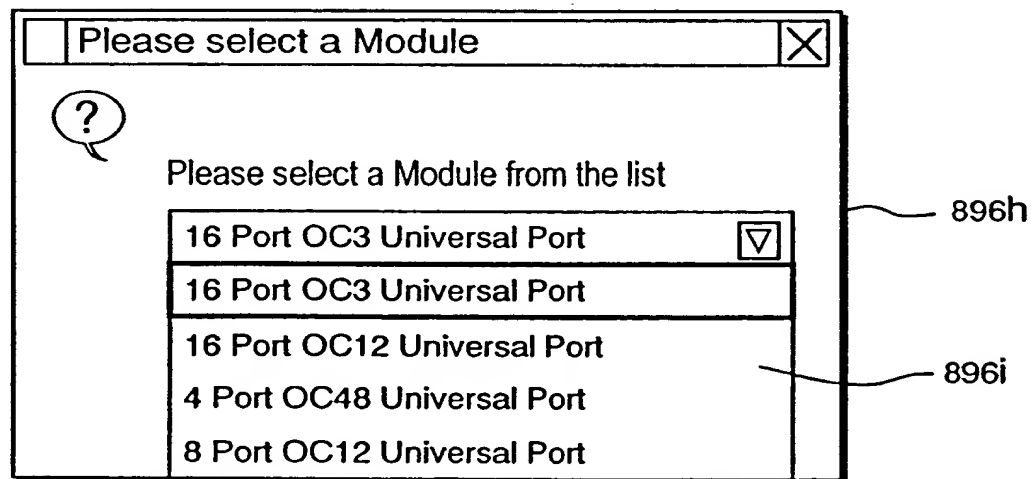 Please select a Module
?
Please select a Module from the list
896h
16 Port OC3 Universal Port
16 Port OC3 Universal Port
16 Port OC12 Universal Port
896i
4 Port OC48 Universal Port
8 Port OC12 Universal Port